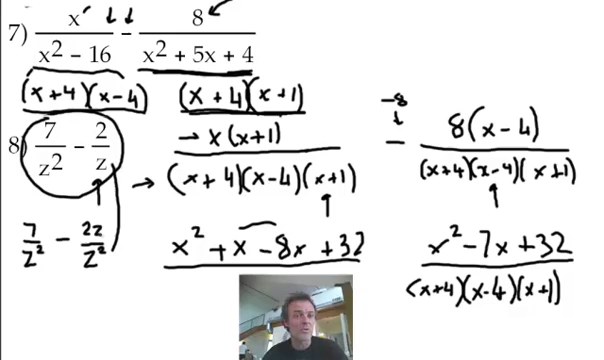 7) x / (x² - 16) - 8 / (x² + 5x + 4)
(x+4)(x-4) (x+4)(x+1)
8) 7/z² - 2/z
→ x(x+1) / (x+4)(x-4)(x+1) - 8(x-4) / (x+4)(x-4)(x+1)
-8
7/z² - 2z/z²
x² + x - 8x + 32
x² - 7x + 32 / (x+4)(x-4)(x+1)